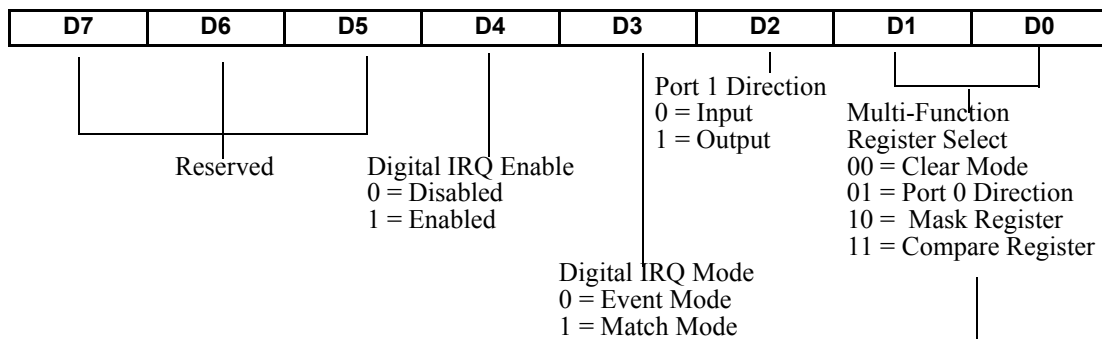 D7 D6 D5 D4 D3 D2 D1 D0
Port 1 Direction
0 = Input
1 = Output
Multi-Function
Register Select
00 = Clear Mode
01 = Port 0 Direction
10 = Mask Register
11 = Compare Register
Reserved
Digital IRQ Enable
0 = Disabled
1 = Enabled
Digital IRQ Mode
0 = Event Mode
1 = Match Mode